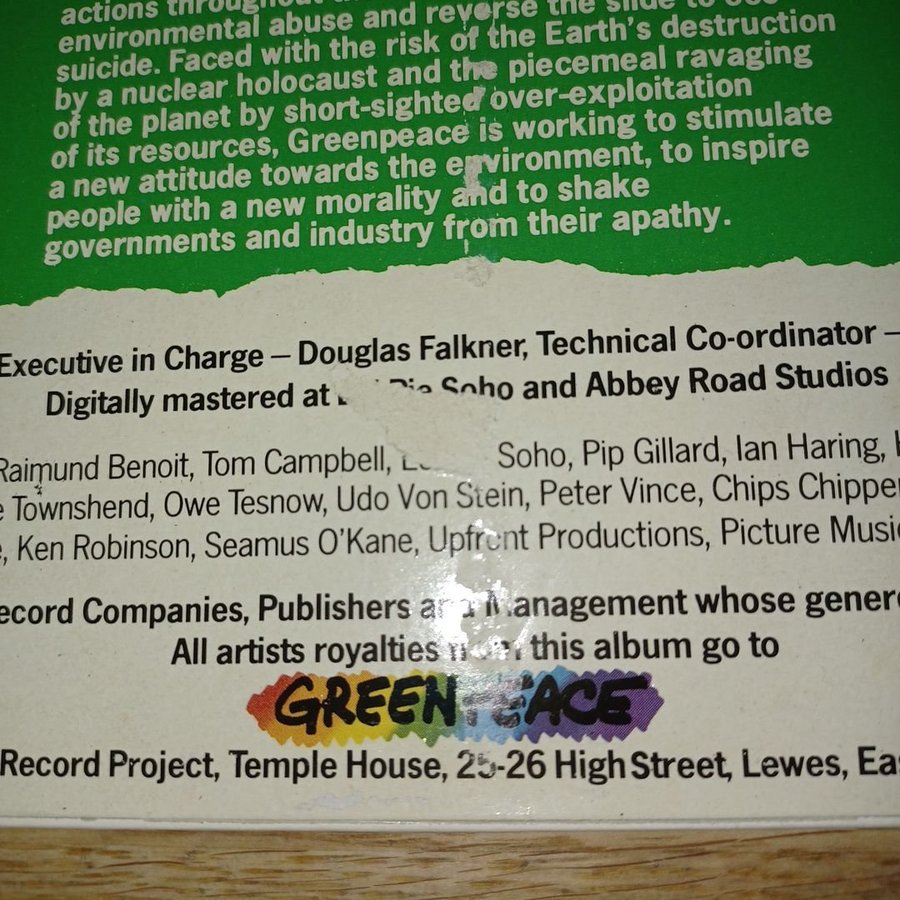 actions throughout
environmental abuse and reverse the slide to
suicide. Faced with the risk of the Earth's destruction
by a nuclear holocaust and the piecemeal ravaging
of the planet by short-sighted over-exploitation
of its resources, Greenpeace is working to stimulate
a new attitude towards the environment, to inspire
people with a new morality and to shake
governments and industry from their apathy.
Executive in Charge – Douglas Falkner, Technical Co-ordinator –
Digitally mastered at Soho and Abbey Road Studios
Raimund Benoit, Tom Campbell, Soho, Pip Gillard, Ian Haring,
Townshend, Owe Tesnow, Udo Von Stein, Peter Vince, Chips Chipper
Ken Robinson, Seamus O'Kane, Upfront Productions, Picture Music
ecord Companies, Publishers and Management whose genero
All artists royalties from this album go to
GREENPEACE
Record Project, Temple House, 25-26 High Street, Lewes, Eas